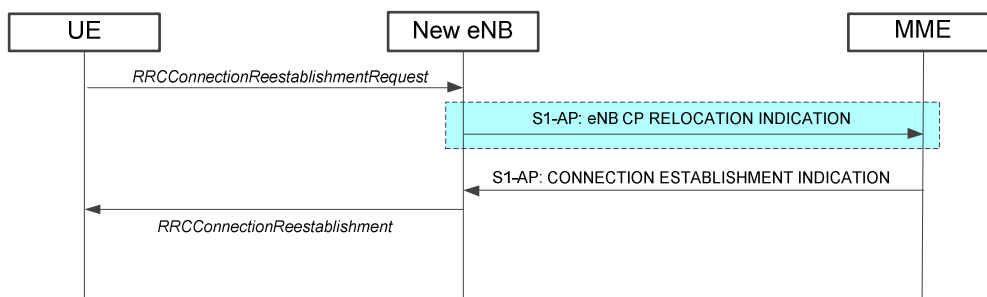 UE
New eNB
MME
RRCConnectionReestablishmentRequest
S1-AP: eNB CP RELOCATION INDICATION
S1-AP: CONNECTION ESTABLISHMENT INDICATION
RRCConnectionReestablishment